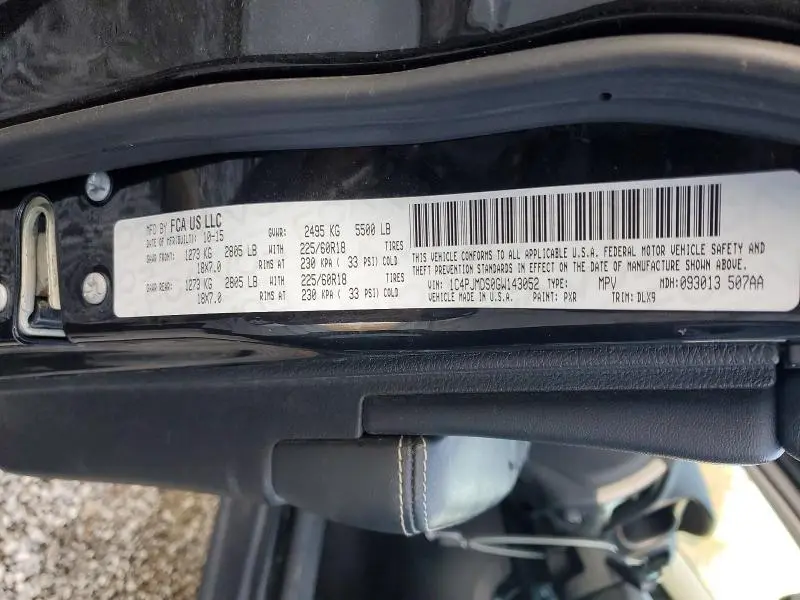 MFD BY FCA US LLC
DATE OF MFR(BUILT): 10-15 GVWR: 2495 KG 5500 LB
GAWR FRONT: 1273 KG 2805 LB WITH 225/60R18 TIRES
18X7.0 RIMS AT 230 KPA ( 33 PSI) COLD
GAWR REAR: 1273 KG 2805 LB WITH 225/60R18 TIRES
18X7.0 RIMS AT 230 KPA ( 33 PSI) COLD
THIS VEHICLE CONFORMS TO ALL APPLICABLE U.S.A. FEDERAL MOTOR VEHICLE SAFETY AND
THEFT PREVENTION STANDARDS IN EFFECT ON THE DATE OF MANUFACTURE SHOWN ABOVE.
VIN: 1C4PJMDS0GW143052 TYPE: MPV MDH: 093013 507AA
VEHICLE MADE IN U.S.A. PAINT: PXR TRIM: DLX9